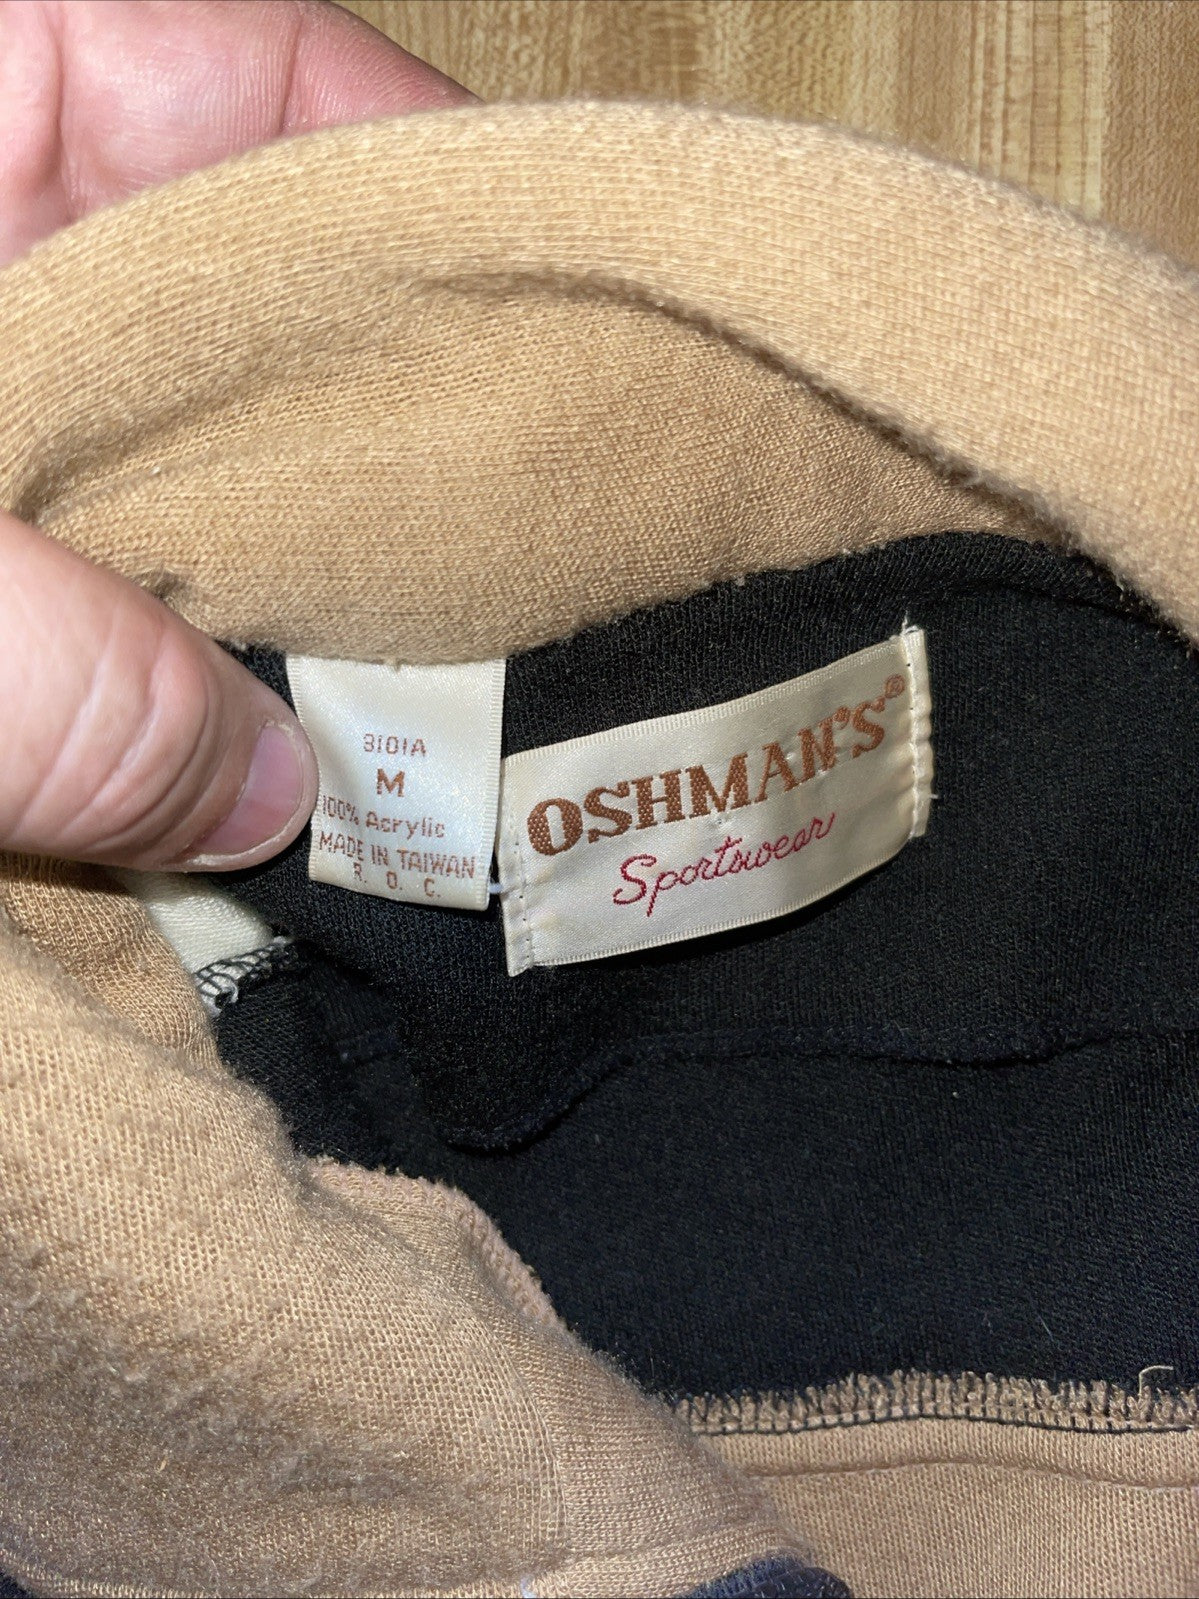 3101A
M
100% Acrylic
MADE IN TAIWAN
R. O. C.
OSHMAN'S®
Sportswear